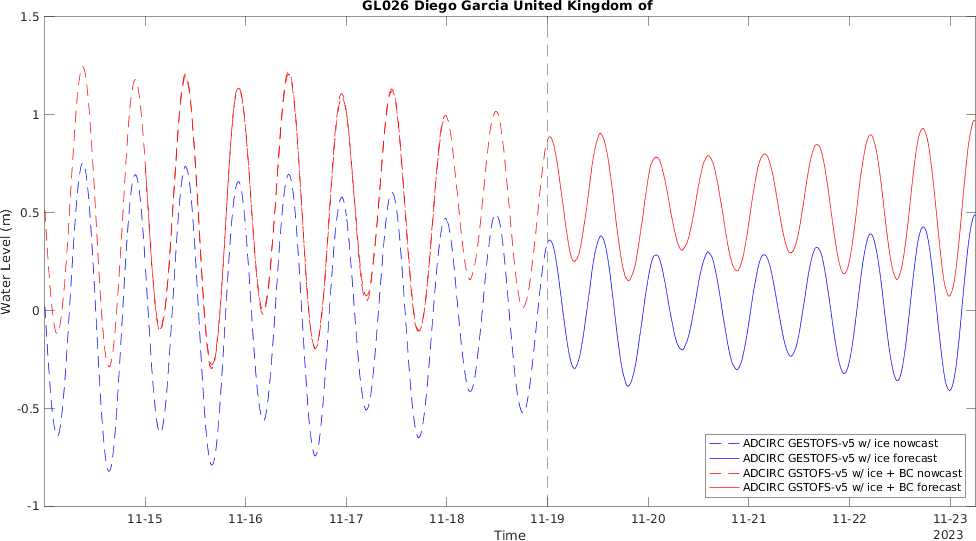 GL026 Diego Garcia United Kingdom of
1.5
1
0.5
0
-0.5
-1
Water Level (m)
11-15 11-16 11-17 11-18 11-19 11-20 11-21 11-22 11-23
2023
Time
ADCIRC GESTOFS-v5 w/ ice nowcast
ADCIRC GESTOFS-v5 w/ ice forecast
ADCIRC GSTOFS-v5 w/ ice + BC nowcast
ADCIRC GSTOFS-v5 w/ ice + BC forecast